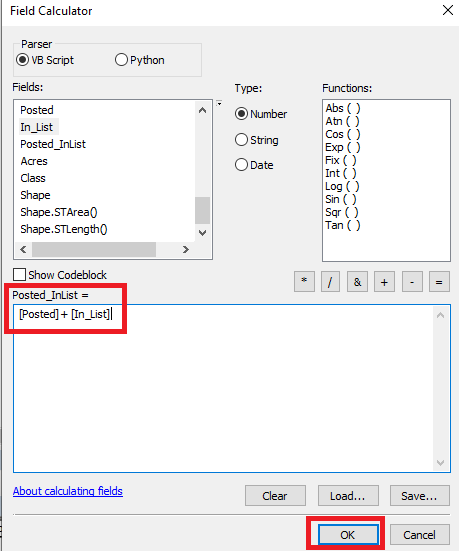 Field Calculator
Parser
VB Script Python
Fields: Type: Functions:
Posted
In_List
Posted_InList
Acres
Class
Shape
Shape.STArea()
Shape.STLength()
Number
String
Date
Abs ( )
Atn ( )
Cos ( )
Exp ( )
Fix ( )
Int ( )
Log ( )
Sin ( )
Sqr ( )
Tan ( )
Show Codeblock
* / & + - =
Posted_InList =
[Posted]+ [In_List]
About calculating fields
Clear Load... Save...
OK Cancel